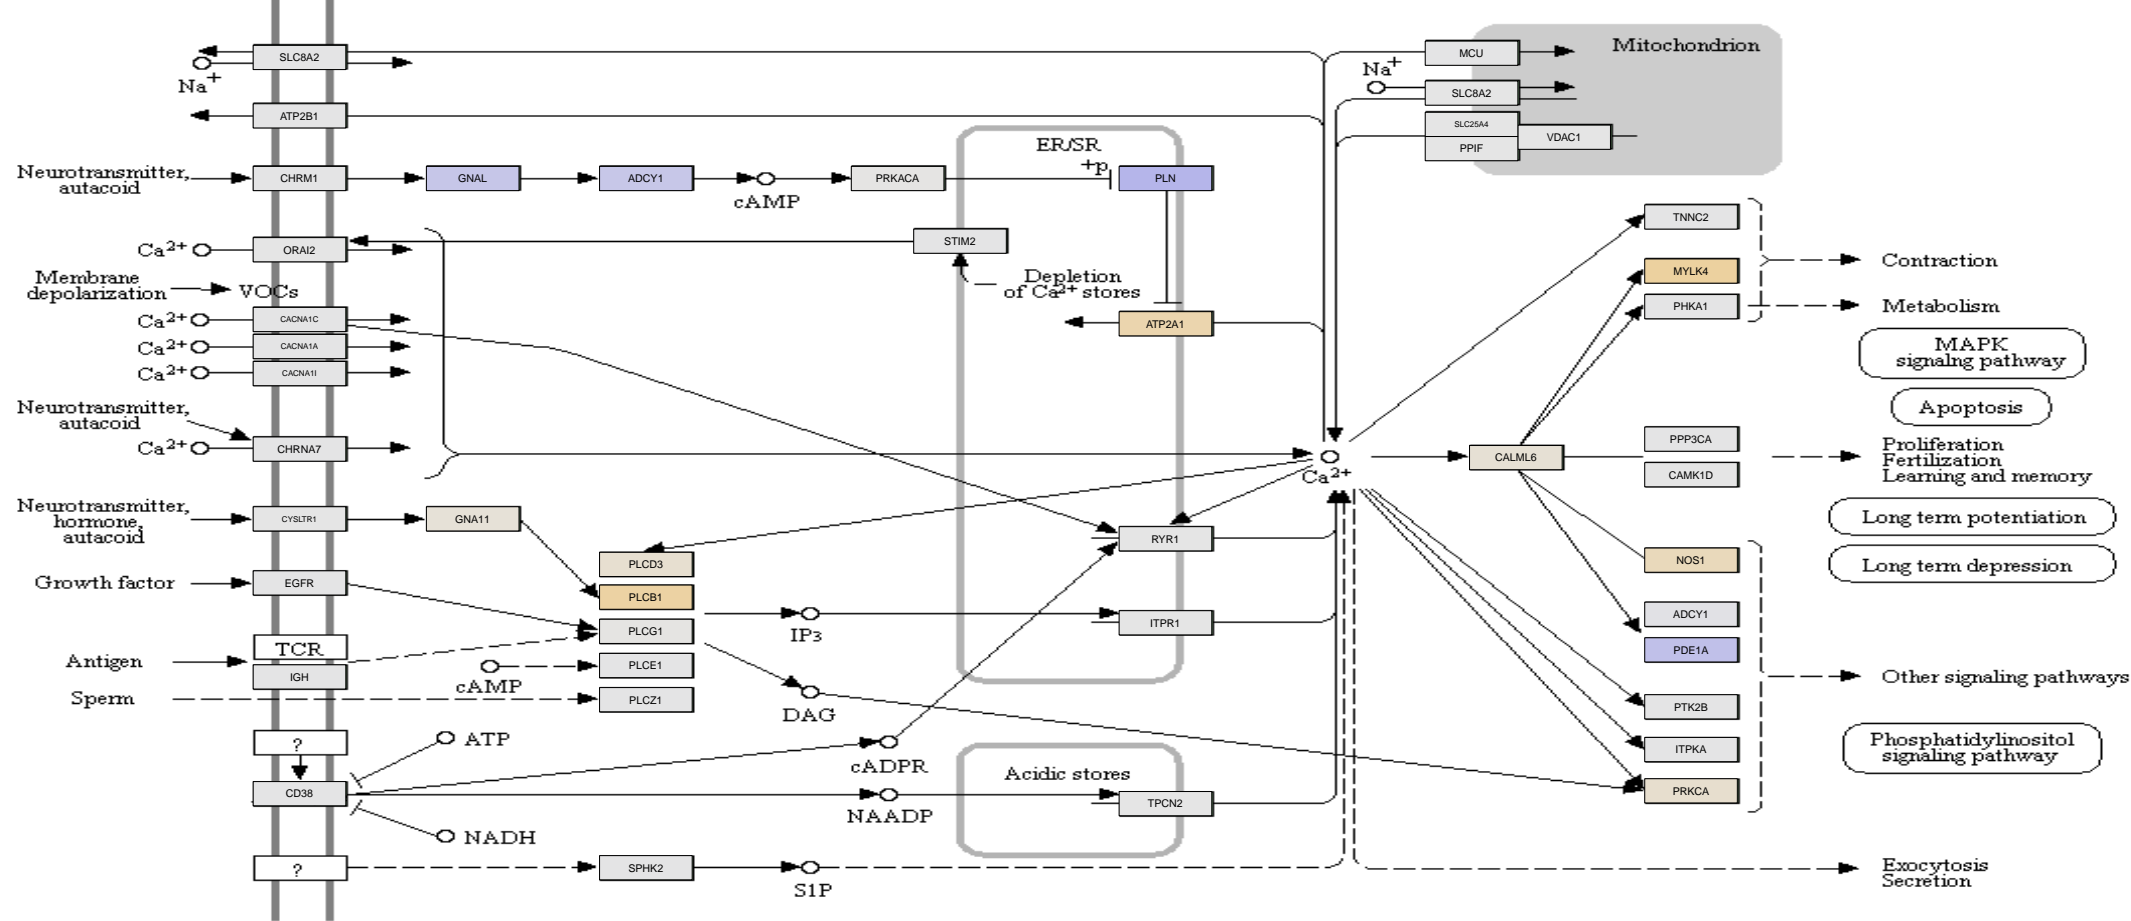 SLC8A2
Na+
ATP2B1
Neurotransmitter,
autacoid
CHRM1
GNAL
ADCY1
cAMP
PRKACA
ER/SR
+p
PLN
MCU
Mitochondrion
Na+
SLC8A2
SLC25A4
PPIF
VDAC1
Ca2+
ORAI2
STIM2
Depletion
of Ca2+ stores
Membrane
depolarization
VOCs
Ca2+
CACNA1C
Ca2+
CACNA1A
Ca2+
CACNA1I
ATP2A1
Neurotransmitter,
autacoid
Ca2+
CHRNA7
Neurotransmitter,
hormone,
autacoid
CYSLTR1
GNA11
Growth factor
EGFR
PLCD3
PLCB1
PLCG1
PLCE1
PLCZ1
Antigen
TCR
IGH
cAMP
Sperm
IP3
DAG
RYR1
ITPR1
Ca2+
CALML6
TNNC2
MYLK4
PHKA1
Contraction
Metabolism
MAPK
signalng pathway
Apoptosis
PPP3CA
CAMK1D
Proliferation
Fertilization
Learning and memory
Long term potentiation
Long term depression
NOS1
ADCY1
PDE1A
PTK2B
ITPKA
PRKCA
Other signaling pathways
Phosphatidylinositol
signaling pathway
?
ATP
CD38
NADH
cADPR
NAADP
Acidic stores
TPCN2
?
SPHK2
S1P
Exocytosis
Secretion